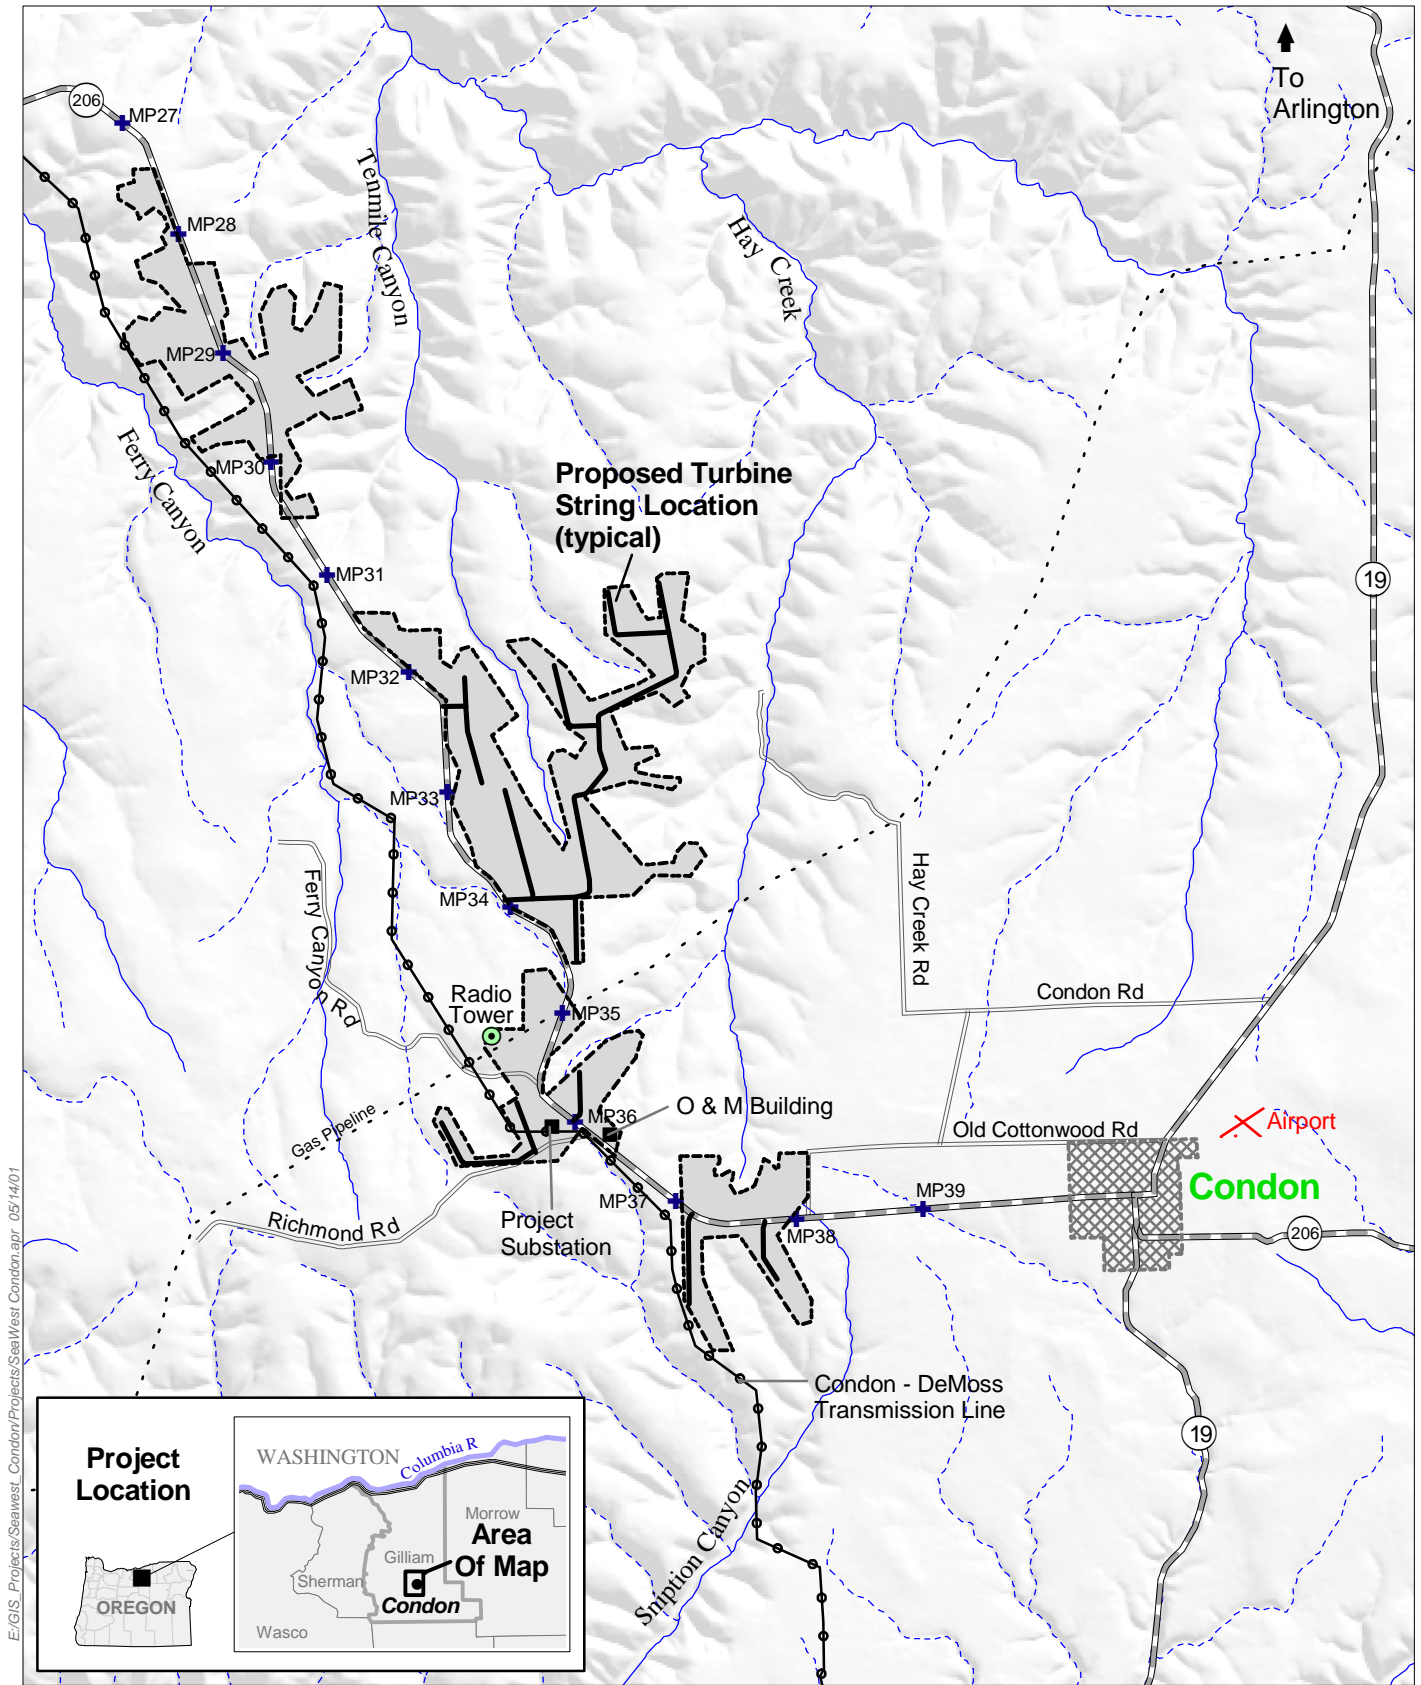 To
Arlington
206
MP27
MP28
Tenmile Canyon
Hay Creek
MP29
Ferry Canyon
MP30
Proposed Turbine
String Location
(typical)
MP31
19
MP32
MP33
Hay Creek Rd
Ferry Canyon Rd
MP34
Radio
Tower
Condon Rd
MP35
Gas Pipeline
MP36
O & M Building
Old Cottonwood Rd
Airport
Condon
MP37
MP38
MP39
206
Richmond Rd
Project
Substation
Condon - DeMoss
Transmission Line
19
Smption Canyon
Project
Location
OREGON
WASHINGTON
Columbia R
Morrow
Area
Of Map
Gilliam
Sherman
Condon
Wasco
E:/GIS_Projects/Seawest_Condon/Projects/SeaWest Condon.apr 05/14/01